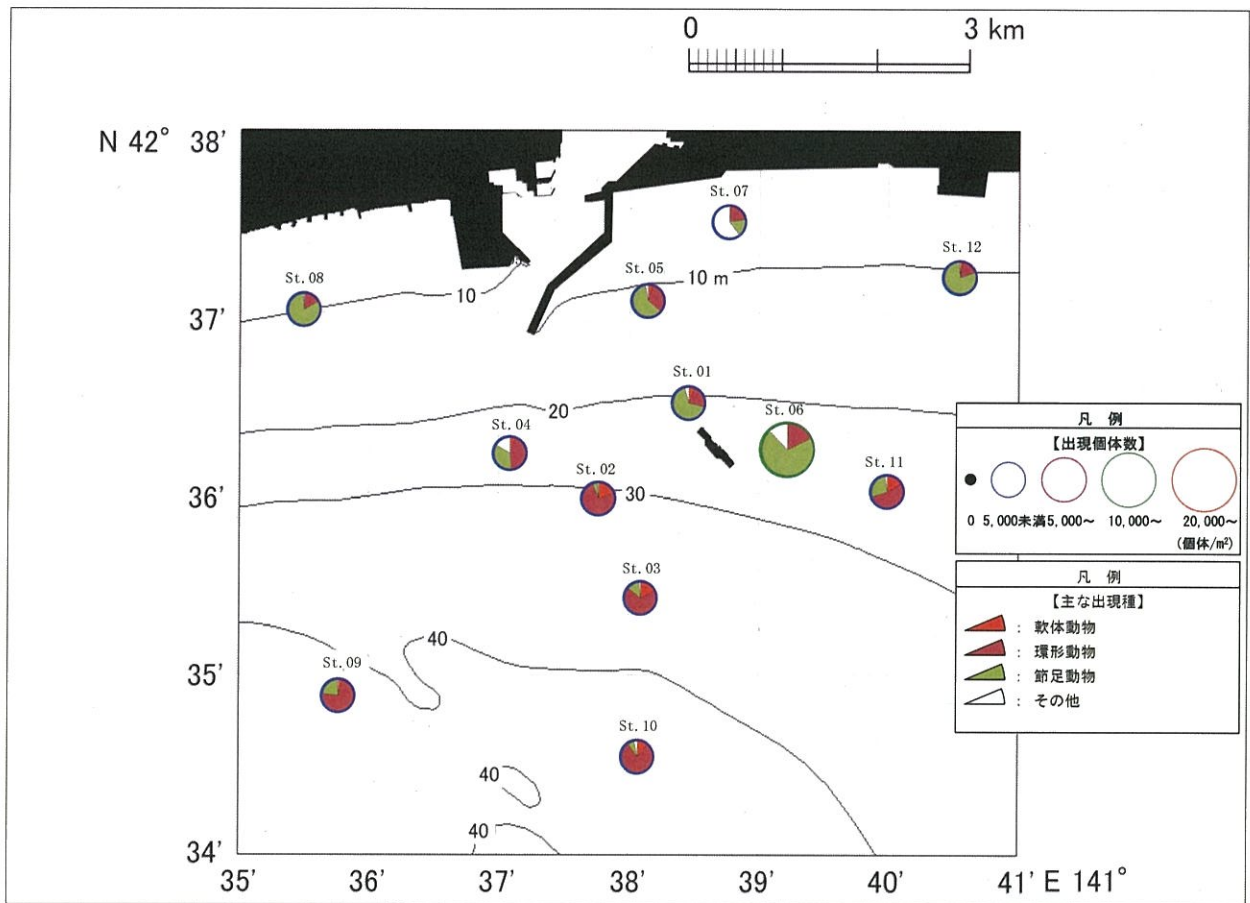 0 3 km
N 42° 38'
St. 07
St. 12
St. 08
St. 05
10 m
10
37'
St. 01
20
St. 06
St. 04
St. 02
St. 11
36'
30
凡 例
【出現個体数】
0 5,000未満 5,000～ 10,000～ 20,000～
(個体/m²)
St. 03
凡 例
【主な出現種】
: 軟体動物
: 環形動物
: 節足動物
: その他
40
35'
St. 09
St. 10
40
40
34'
35' 36' 37' 38' 39' 40' 41' E 141°